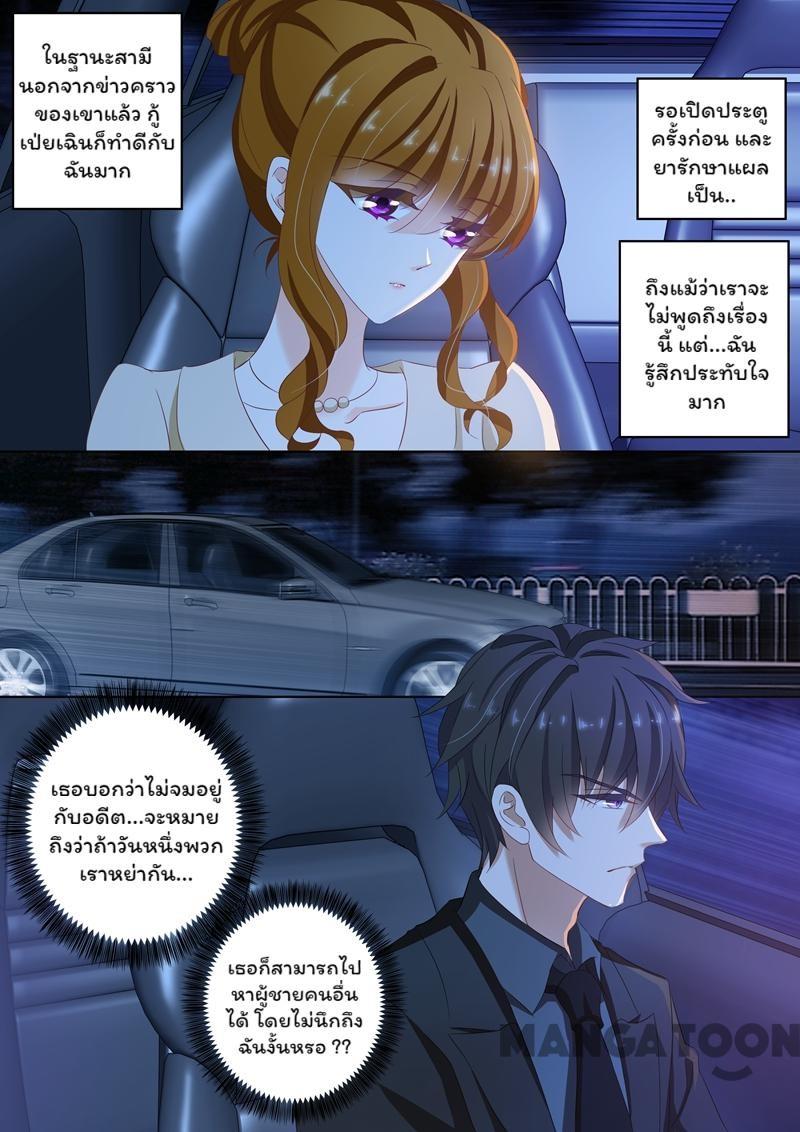 ในฐานะสามี
นอกจากข่าวคราว
ของเขาแล้ว กู้
เป่ยเฉินก็ทำดีกับ
ฉันมาก
รอเปิดประตู
ครั้งก่อน และ
ยารักษาแผล
เป็น..
ถึงแม้ว่าเราจะ
ไม่พูดถึงเรื่อง
นี้ แต่...ฉัน
รู้สึกประทับใจ
มาก
เธอบอกว่าไม่จมอยู่
กับอดีต...จะหมาย
ถึงว่าถ้าวันหนึ่งพวก
เราหย่ากัน...
เธอก็สามารถไป
หาผู้ชายคนอื่น
ได้ โดยไม่นึกถึง
ฉันงั้นหรอ ??
MANGATOON